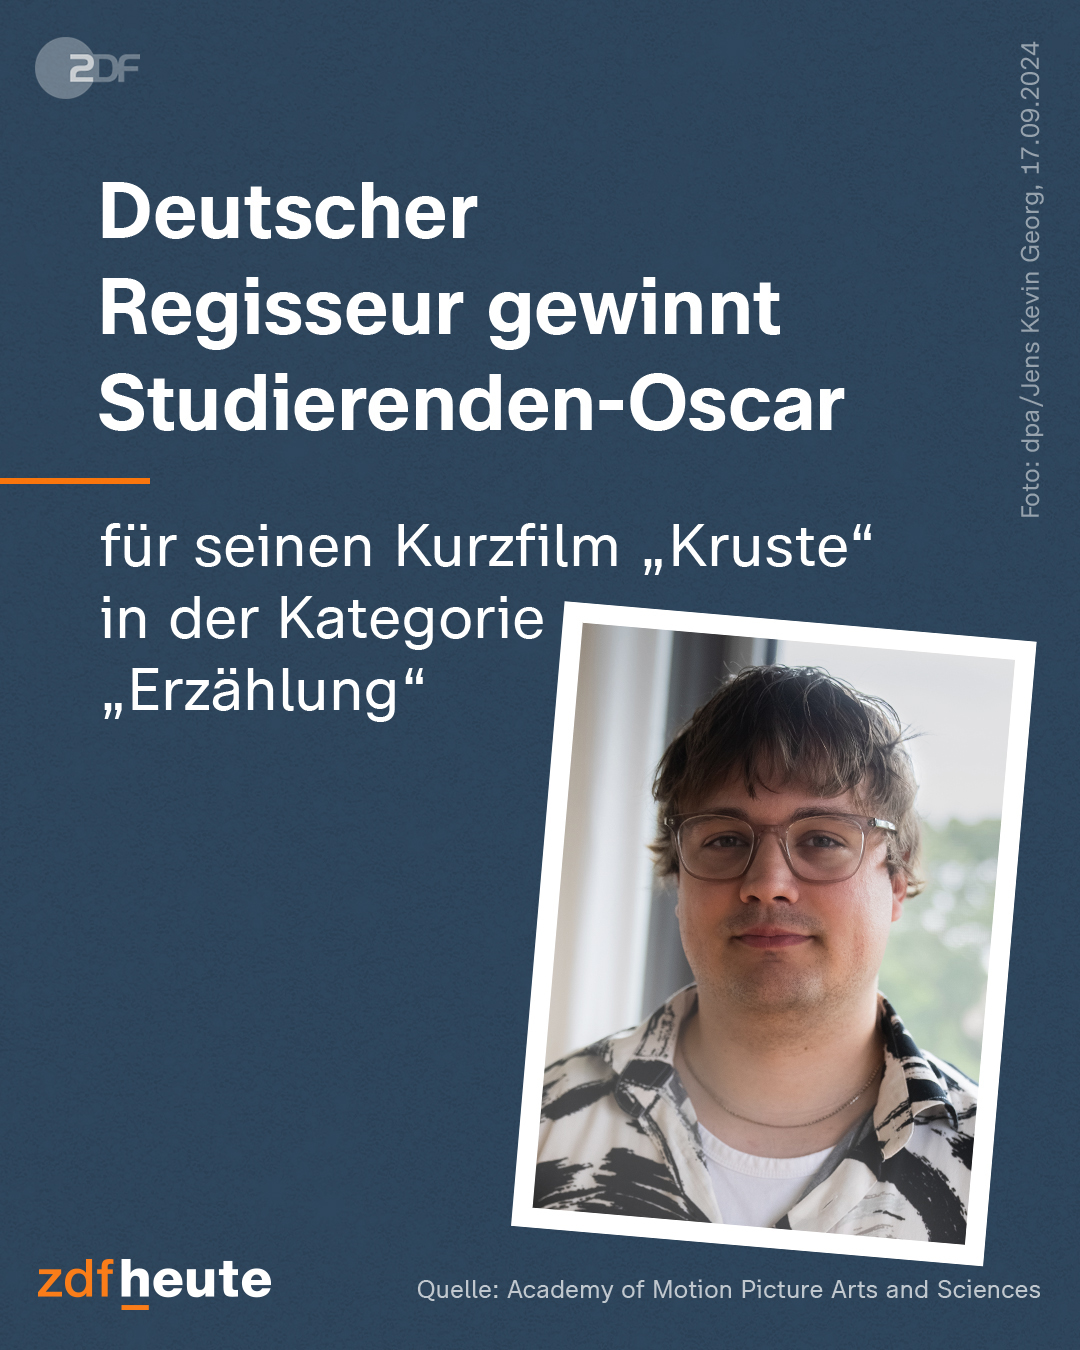 ZDF
Foto: dpa/Jens Kevin Georg, 17.09.2024
Deutscher
Regisseur gewinnt
Studierenden-Oscar
für seinen Kurzfilm „Kruste“
in der Kategorie
„Erzählung“
zdfheute
Quelle: Academy of Motion Picture Arts and Sciences